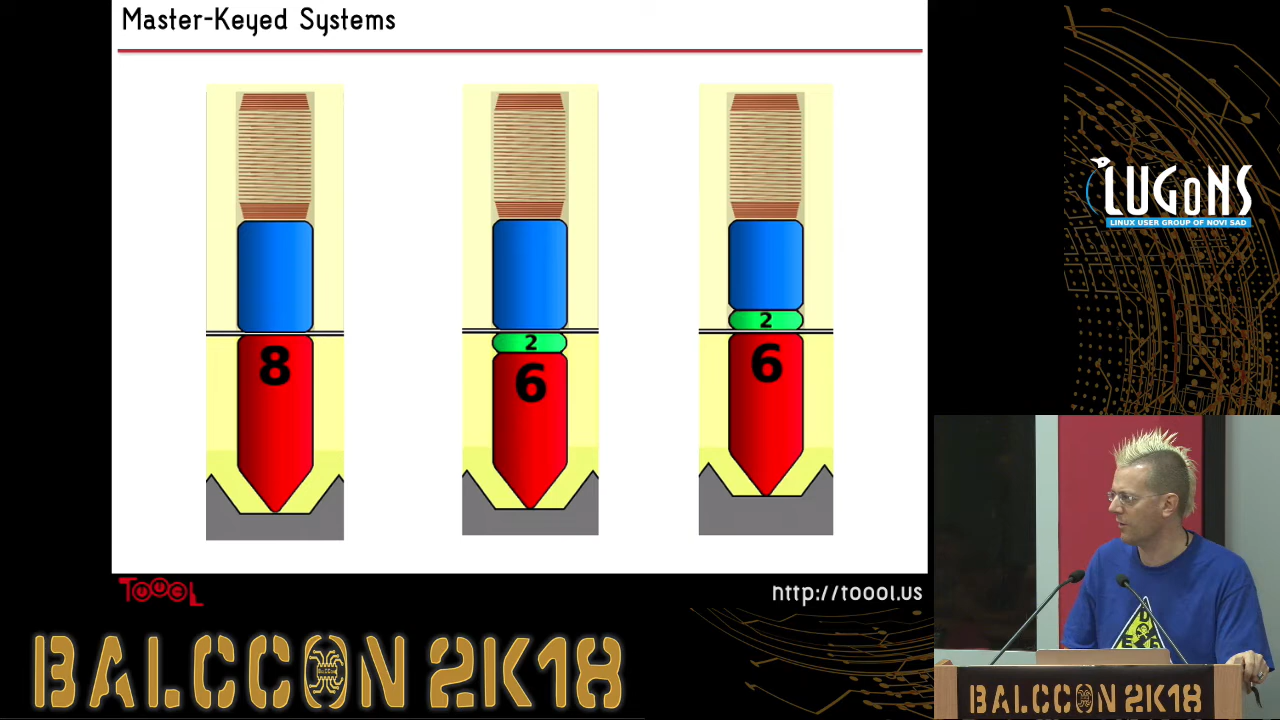 Master-Keyed Systems
8
2
6
2
6
LUGoNS
LINUX USER GROUP OF NOVI SAD
TOOOL
http://toool.us
BALCCON 2K18
BALCCON 2K18